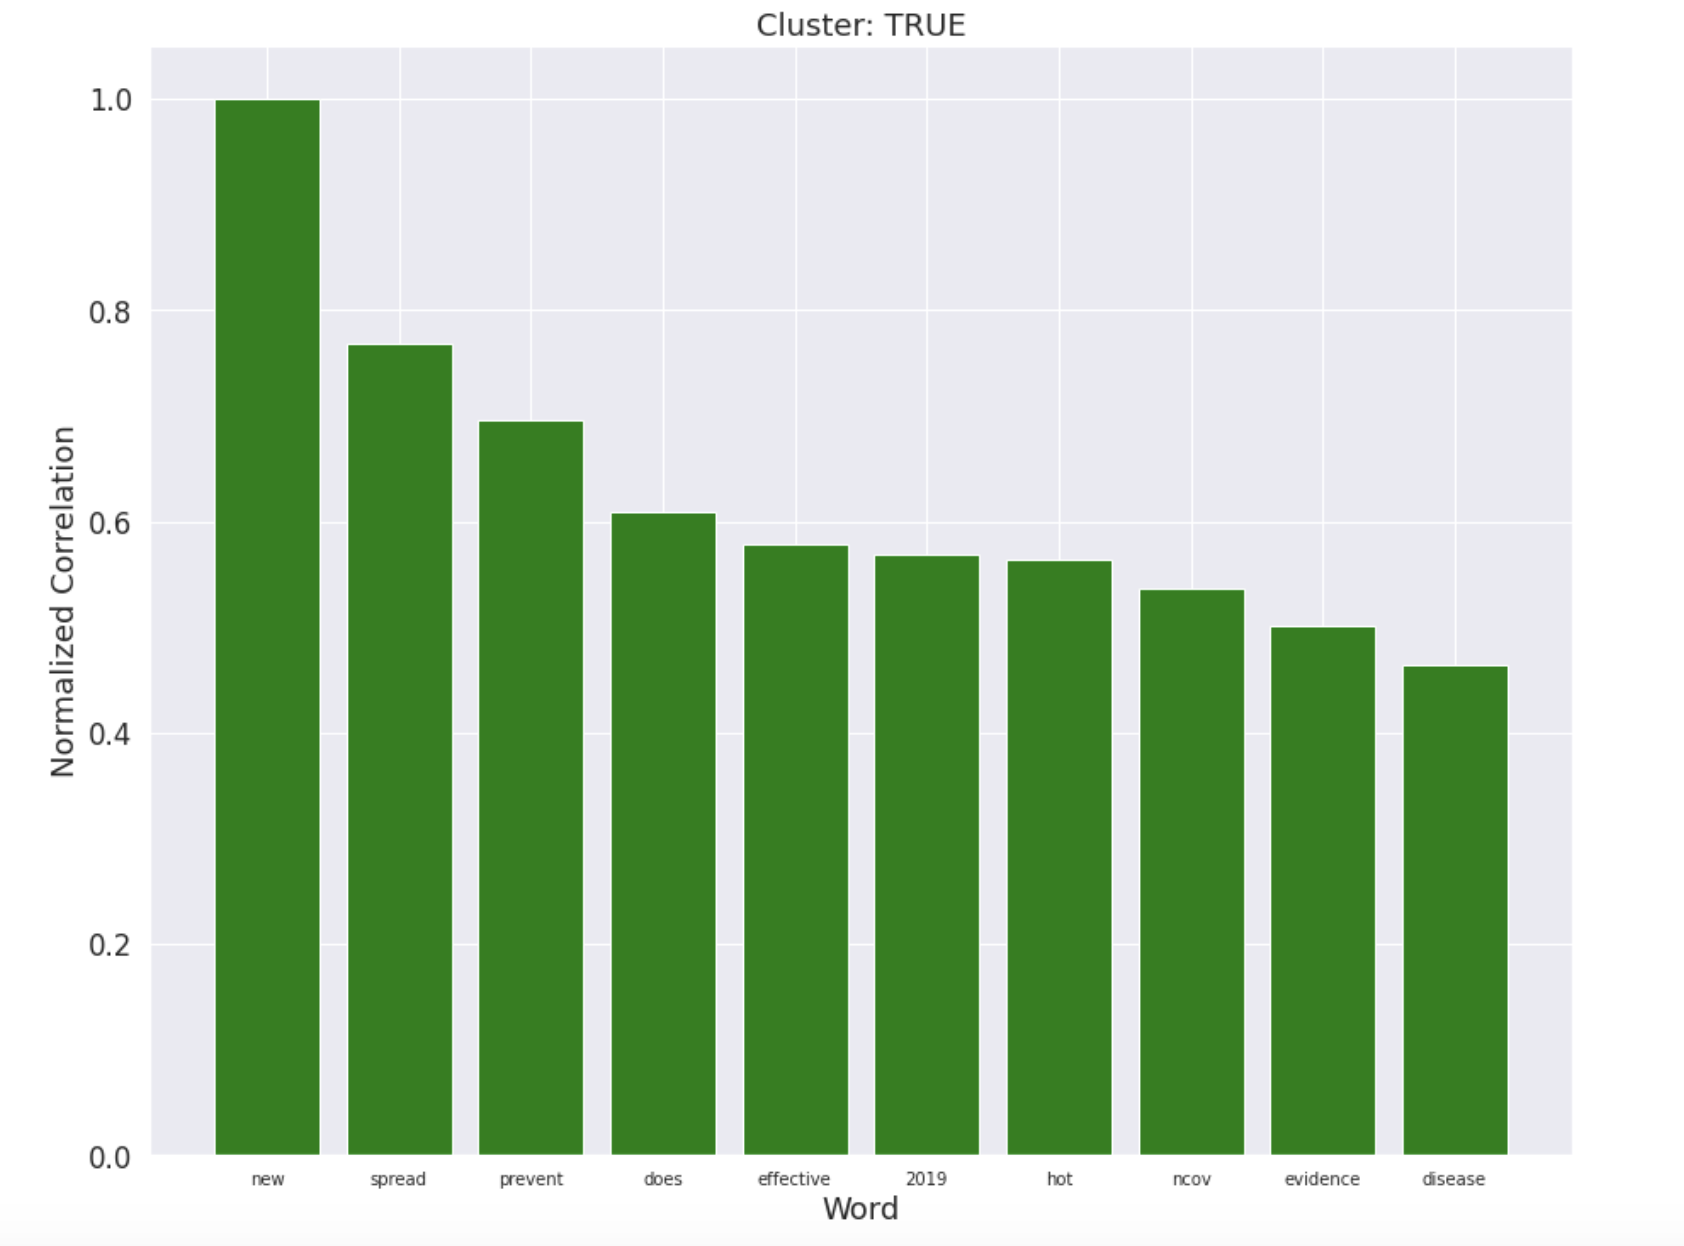 Cluster: TRUE
Normalized Correlation
1.0
0.8
0.6
0.4
0.2
0.0
new spread prevent does effective 2019 hot ncov evidence disease
Word